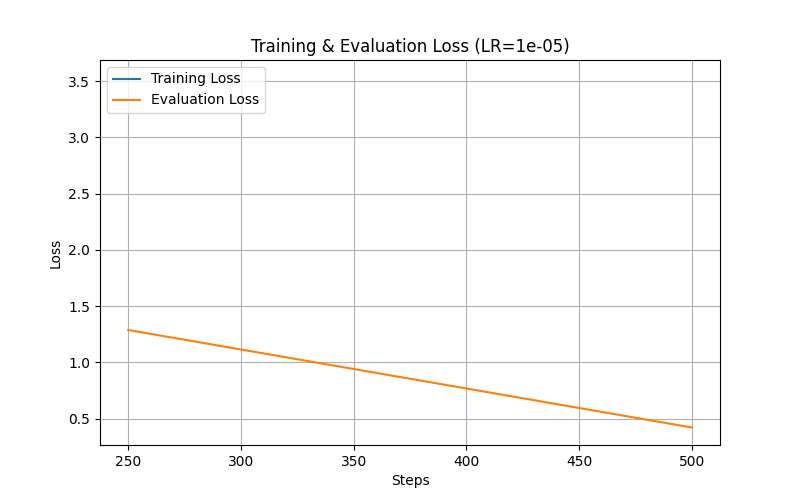 Training & Evaluation Loss (LR=1e-05)
Training Loss
Evaluation Loss
3.5
3.0
2.5
2.0
1.5
1.0
0.5
Loss
250
300
350
400
450
500
Steps